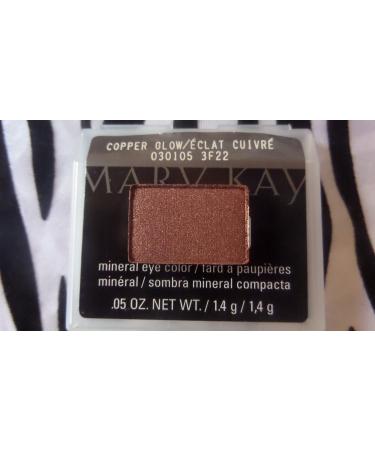 COPPER GLOW/ÉCLAT CUIVRÉ
030105 3F22
MARY KAY
mineral eye color / fard à paupières
minéral / sombra mineral compacta
.05 OZ. NET WT. / 1.4 g / 1,4 g